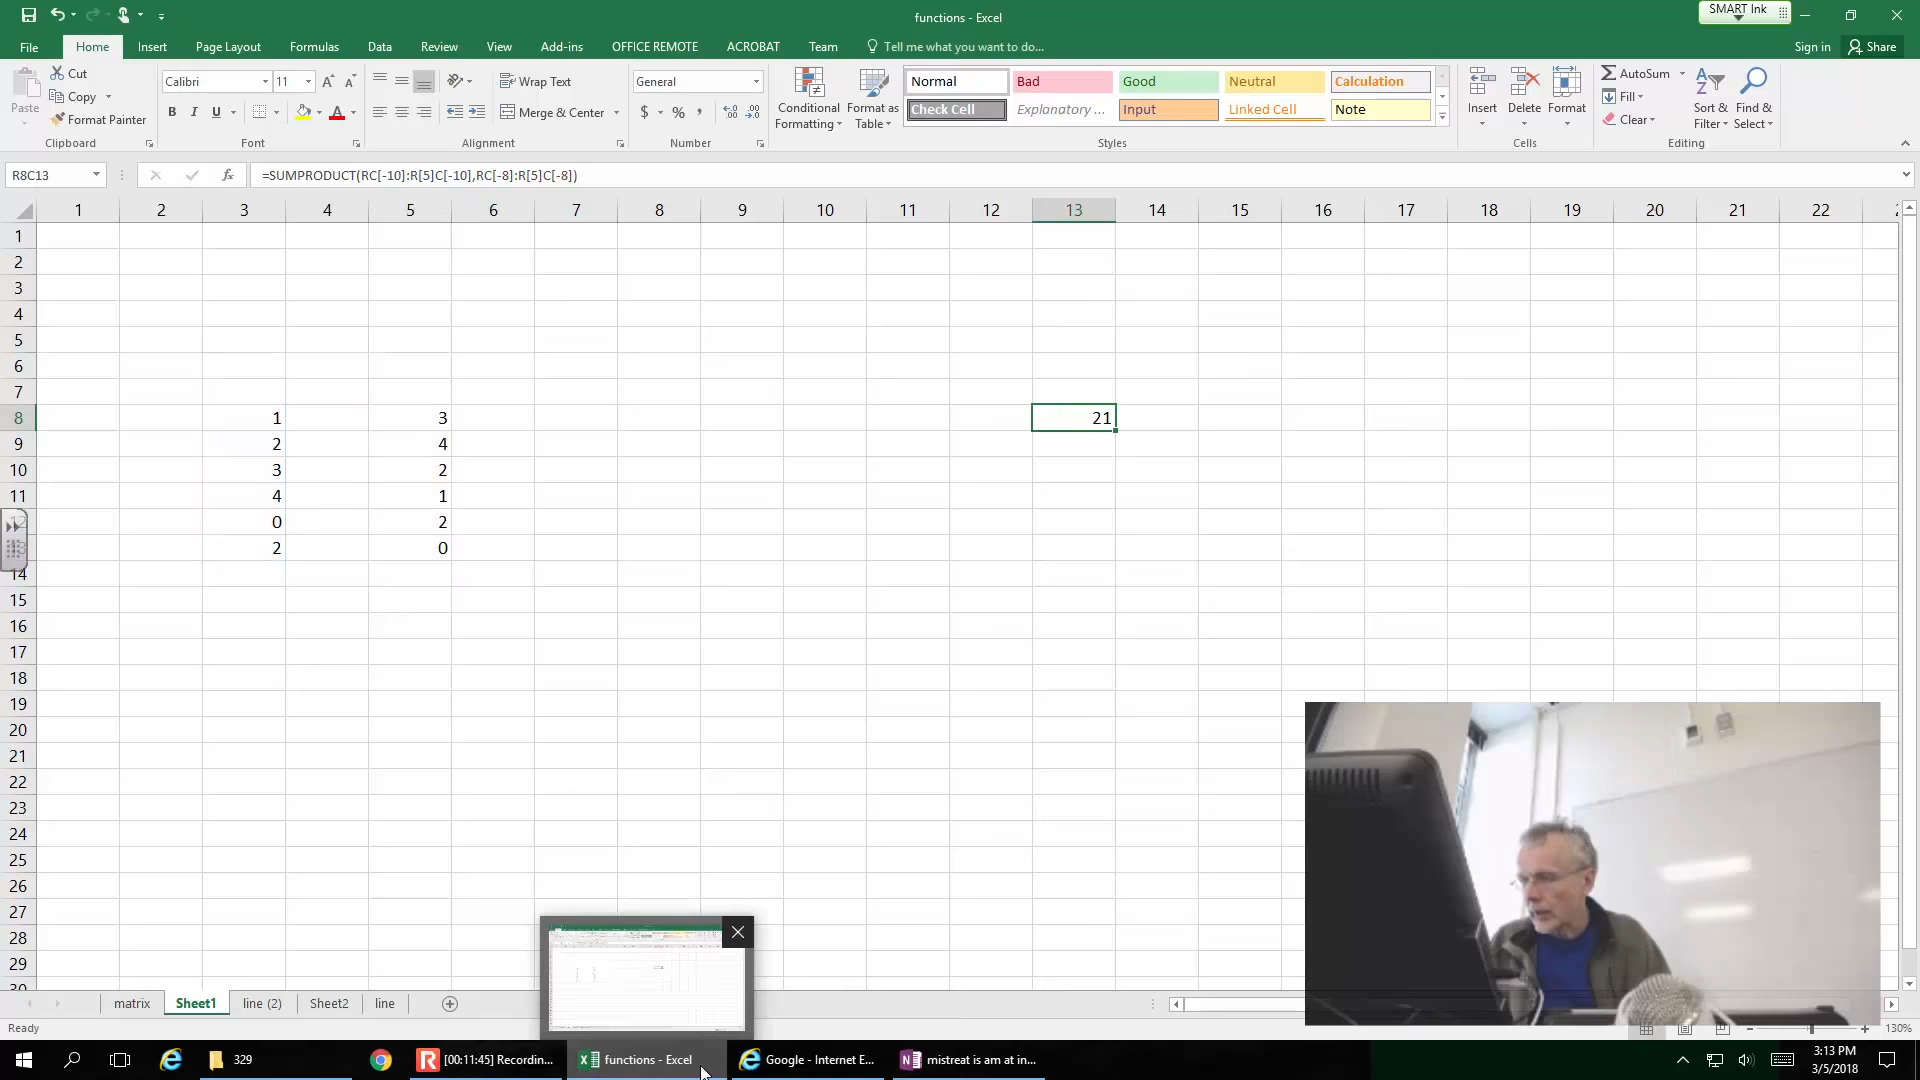 functions - Excel
SMART Ink
File Home Insert Page Layout Formulas Data Review View Add-ins OFFICE REMOTE ACROBAT Team Tell me what you want to do... Sign in Share
Paste
Cut
Copy
Format Painter
Clipboard
Calibri 11
B I U
Font
Wrap Text
Merge & Center
Alignment
General
$ % ,
Number
Conditional Formatting
Format as Table
Normal Bad Good Neutral Calculation
Check Cell Explanatory ... Input Linked Cell Note
Styles
Insert Delete Format
Cells
AutoSum
Fill
Clear
Sort & Filter
Find & Select
Editing
R8C13 fx =SUMPRODUCT(RC[-10]:R[5]C[-10],RC[-8]:R[5]C[-8])
1 2 3 4 5 6 7 8 9 10 11 12 13 14 15 16 17 18 19 20 21 22
1
2
3
4
5
6
7
8 1 3 21
9 2 4
10 3 2
11 4 1
12 0 2
13 2 0
14
15
16
17
18
19
20
21
22
23
24
25
26
27
28
29
30
matrix Sheet1 line (2) Sheet2 line
Ready
130%
329
[00:11:45] Recordin...
functions - Excel
Google - Internet E...
mistreat is am at in...
3:13 PM
3/5/2018